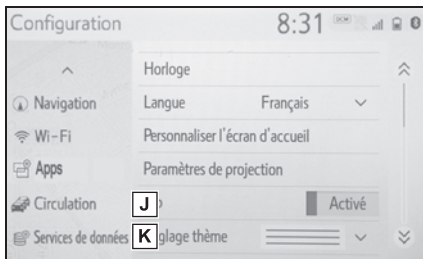 Configuration 8:31 DCM
Horloge
Navigation
Langue Français
Wi-Fi
Personnaliser l'écran d'accueil
Apps
Paramètres de projection
Circulation
J
Activé
Services de données
K
glage thème